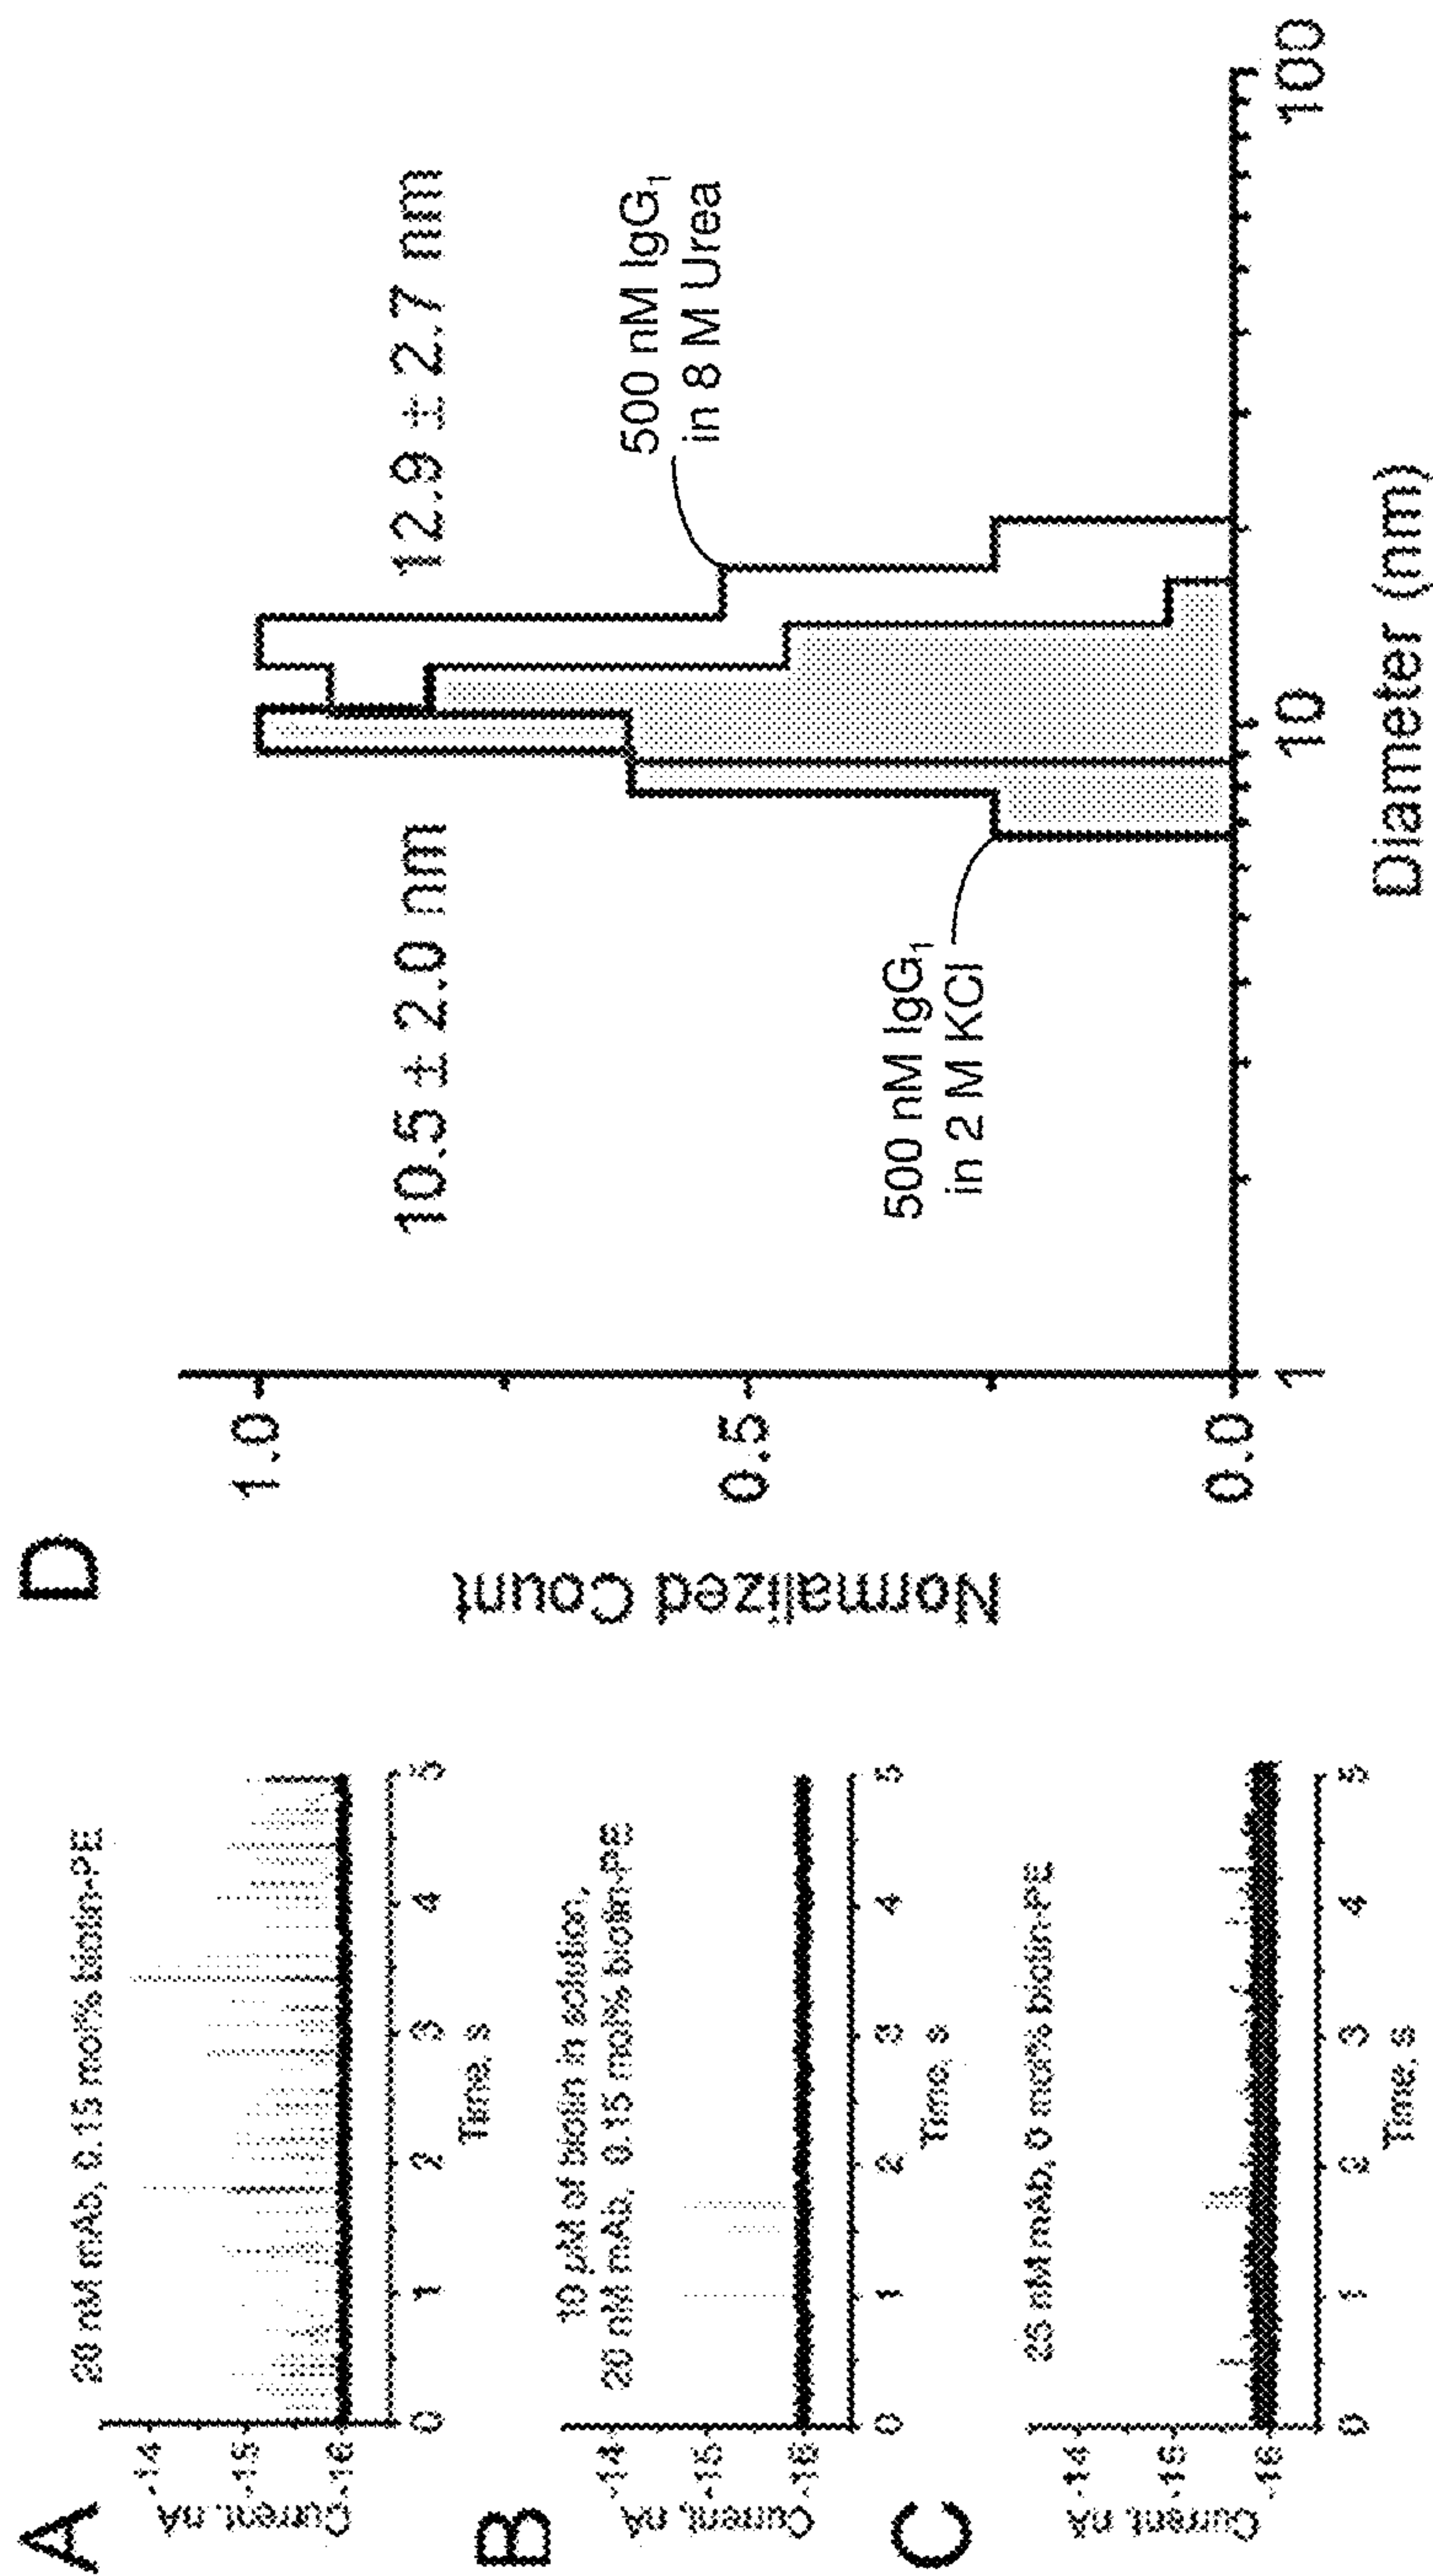 A
20 nM mAb, 0.15 mol% biotin-PE
Current, nA
-14
-15
-16
0 1 2 3 4 5
Time, s
B
10 µM of biotin in solution,
20 nM mAb, 0.15 mol% biotin-PE
Current, nA
-14
-15
-16
0 1 2 3 4 5
Time, s
C
25 nM mAb, 0 mol% biotin-PE
Current, nA
-14
-16
0 1 2 3 4 5
Time, s
D
Normalized Count
1.0
0.5
0.0
10.5 ± 2.0 nm
12.9 ± 2.7 nm
500 nM IgG₁
in 8 M Urea
500 nM IgG₁
in 2 M KCl
1 10 100
Diameter (nm)